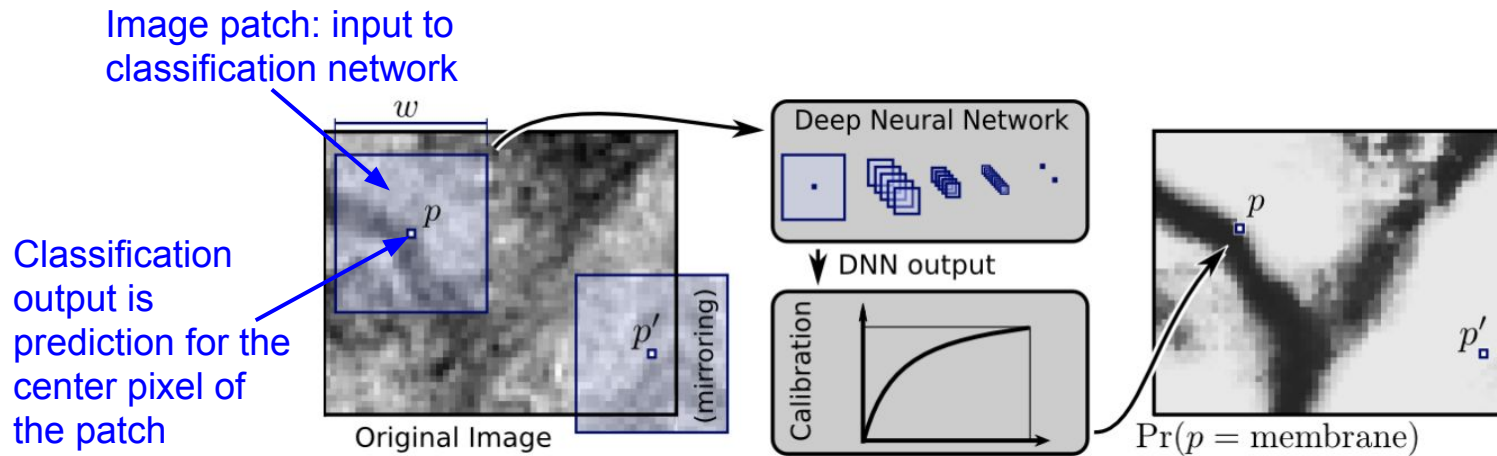 Image patch: input to
classification network
w
p
Classification
output is
prediction for the
center pixel of
the patch
p′
(mirroring)
Original Image
Deep Neural Network
DNN output
Calibration
p
p′
Pr(p = membrane)